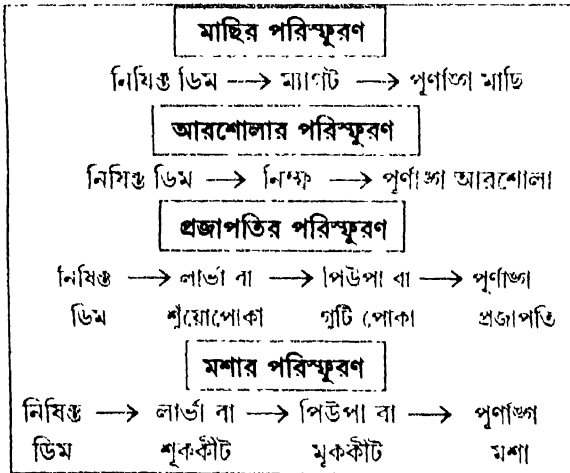 মাছির পরিস্ফুরণ
নিষিক্ত ডিম → ম্যাগট → পূর্ণাঙ্গ মাছি
আরশোলার পরিস্ফুরণ
নিষিক্ত ডিম → নিম্ফ → পূর্ণাঙ্গ আরশোলা
প্রজাপতির পরিস্ফুরণ
নিষিক্ত → লার্ভা বা → পিউপা বা → পূর্ণাঙ্গ
ডিম শুঁয়োপোকা গুটি পোকা প্রজাপতি
মশার পরিস্ফুরণ
নিষিক্ত → লার্ভা বা → পিউপা বা → পূর্ণাঙ্গ
ডিম শূককীট মূককীট মশা